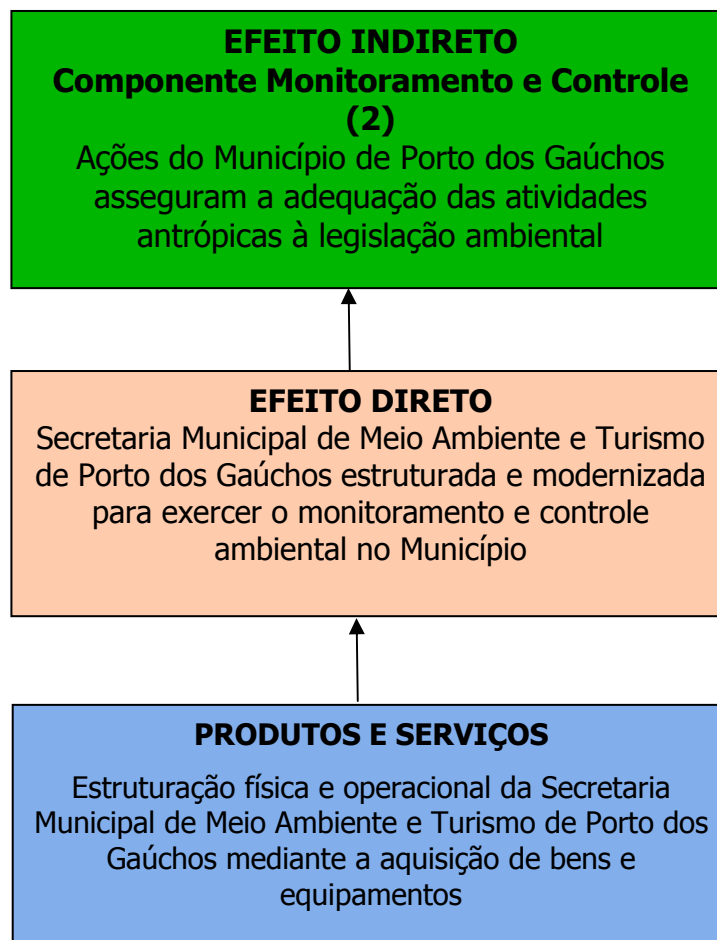 EFEITO INDIRETO
Componente Monitoramento e Controle
(2)
Ações do Município de Porto dos Gaúchos
asseguram a adequação das atividades
antrópicas à legislação ambiental
EFEITO DIRETO
Secretaria Municipal de Meio Ambiente e Turismo
de Porto dos Gaúchos estruturada e modernizada
para exercer o monitoramento e controle
ambiental no Município
PRODUTOS E SERVIÇOS
Estruturação física e operacional da Secretaria
Municipal de Meio Ambiente e Turismo de Porto dos
Gaúchos mediante a aquisição de bens e
equipamentos